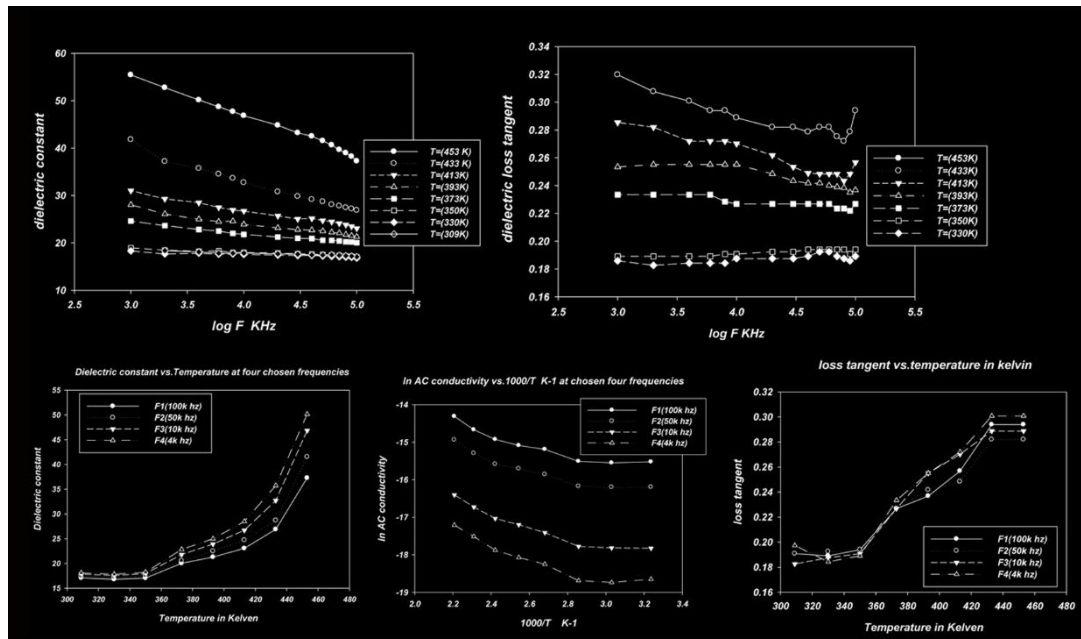 60
50
40
30
20
10
2.5 3.0 3.5 4.0 4.5 5.0 5.5
dielectric constant
log F KHz
T=(453 K)
T=(433 K)
T=(413K)
T=(393K)
T=(373K)
T=(350K)
T=(330K)
T=(309K)
0.34
0.32
0.30
0.28
0.26
0.24
0.22
0.20
0.18
0.16
2.5 3.0 3.5 4.0 4.5 5.0 5.5
dielectric loss tangent
log F KHz
T=(453K)
T=(433K)
T=(413K)
T=(393K)
T=(373K)
T=(350K)
T=(330K)
Dielectric constant vs.Temperature at four chosen frequencies
55
50
45
40
35
30
25
20
15
300 320 340 360 380 400 420 440 460 480
Dielectric constant
Temperature in Kelven
F1(100k hz)
F2(50k hz)
F3(10k hz)
F4(4k hz)
ln AC conductivity vs.1000/T K-1 at chosen four frequencies
-14
-15
-16
-17
-18
-19
2.0 2.2 2.4 2.6 2.8 3.0 3.2 3.4
ln AC conductivity
1000/T K-1
F1(100k hz)
F2(50k hz)
F3(10k hz)
F4(4k hz)
loss tangent vs.temperature in kelvin
0.32
0.30
0.28
0.26
0.24
0.22
0.20
0.18
0.16
300 320 340 360 380 400 420 440 460 480
loss tangent
Temperature in Kelven
F1(100k hz)
F2(50k hz)
F3(10k hz)
F4(4k hz)